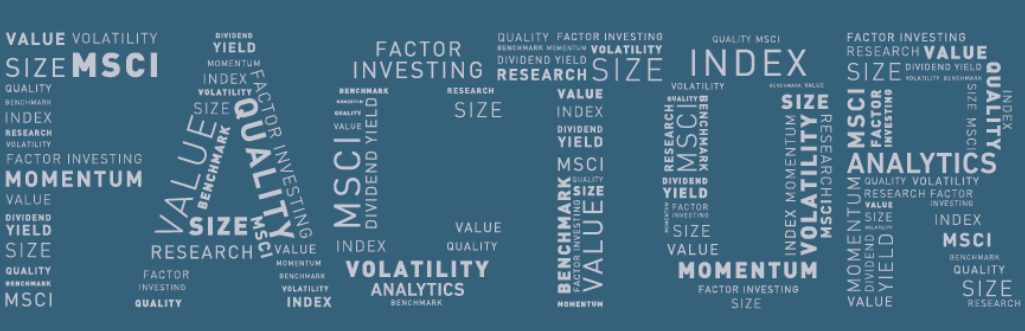 VALUE VOLATILITY
SIZE MSCI
QUALITY
BENCHMARK
INDEX
RESEARCH
VOLATILITY
FACTOR INVESTING
MOMENTUM
VALUE
DIVIDEND
YIELD
SIZE
QUALITY
BENCHMARK
MSCI
DIVIDEND
YIELD
MOMENTUM
INDEX
VOLATILITY
SIZE
FACTOR INVESTING
QUALITY
VALUE
BENCHMARK
SIZE
MSCI
RESEARCH
FACTOR
INVESTING
QUALITY
VALUE
MOMENTUM
BENCHMARK
VOLATILITY
INDEX
FACTOR
INVESTING
BENCHMARK
MOMENTUM
QUALITY
VALUE
MSCI
DIVIDEND YIELD
RESEARCH
SIZE
INDEX
VALUE
QUALITY
VOLATILITY
ANALYTICS
BENCHMARK
QUALITY FACTOR INVESTING
BENCHMARK MOMENTUM VOLATILITY
DIVIDEND YIELD
RESEARCH SIZE
VALUE
INDEX
DIVIDEND
YIELD
MSCI
QUALITY
SIZE
BENCHMARK
FACTOR INVESTING
VALUE
MOMENTUM
QUALITY MSCI
INDEX
VOLATILITY
BENCHMARK VALUE
QUALITY
SIZE
RESEARCH
MSCI
BENCHMARK
DIVIDEND
YIELD
MOMENTUM
FACTOR
INVESTING
SIZE
VALUE
INDEX MOMENTUM
VOLATILITY
RESEARCH
MSCI
MOMENTUM
FACTOR INVESTING
SIZE
FACTOR INVESTING
RESEARCH VALUE
SIZE DIVIDEND YIELD
VOLATILITY BENCHMARK
MSCI
FACTOR
INVESTING
SIZE MSCI
QUALITY
INDEX
ANALYTICS
QUALITY VOLATILITY
RESEARCH FACTOR
INVESTING
VALUE
SIZE
VOLATILITY
MOMENTUM
DIVIDEND
YIELD
VALUE
INDEX
MSCI
BENCHMARK
QUALITY
SIZE
RESEARCH